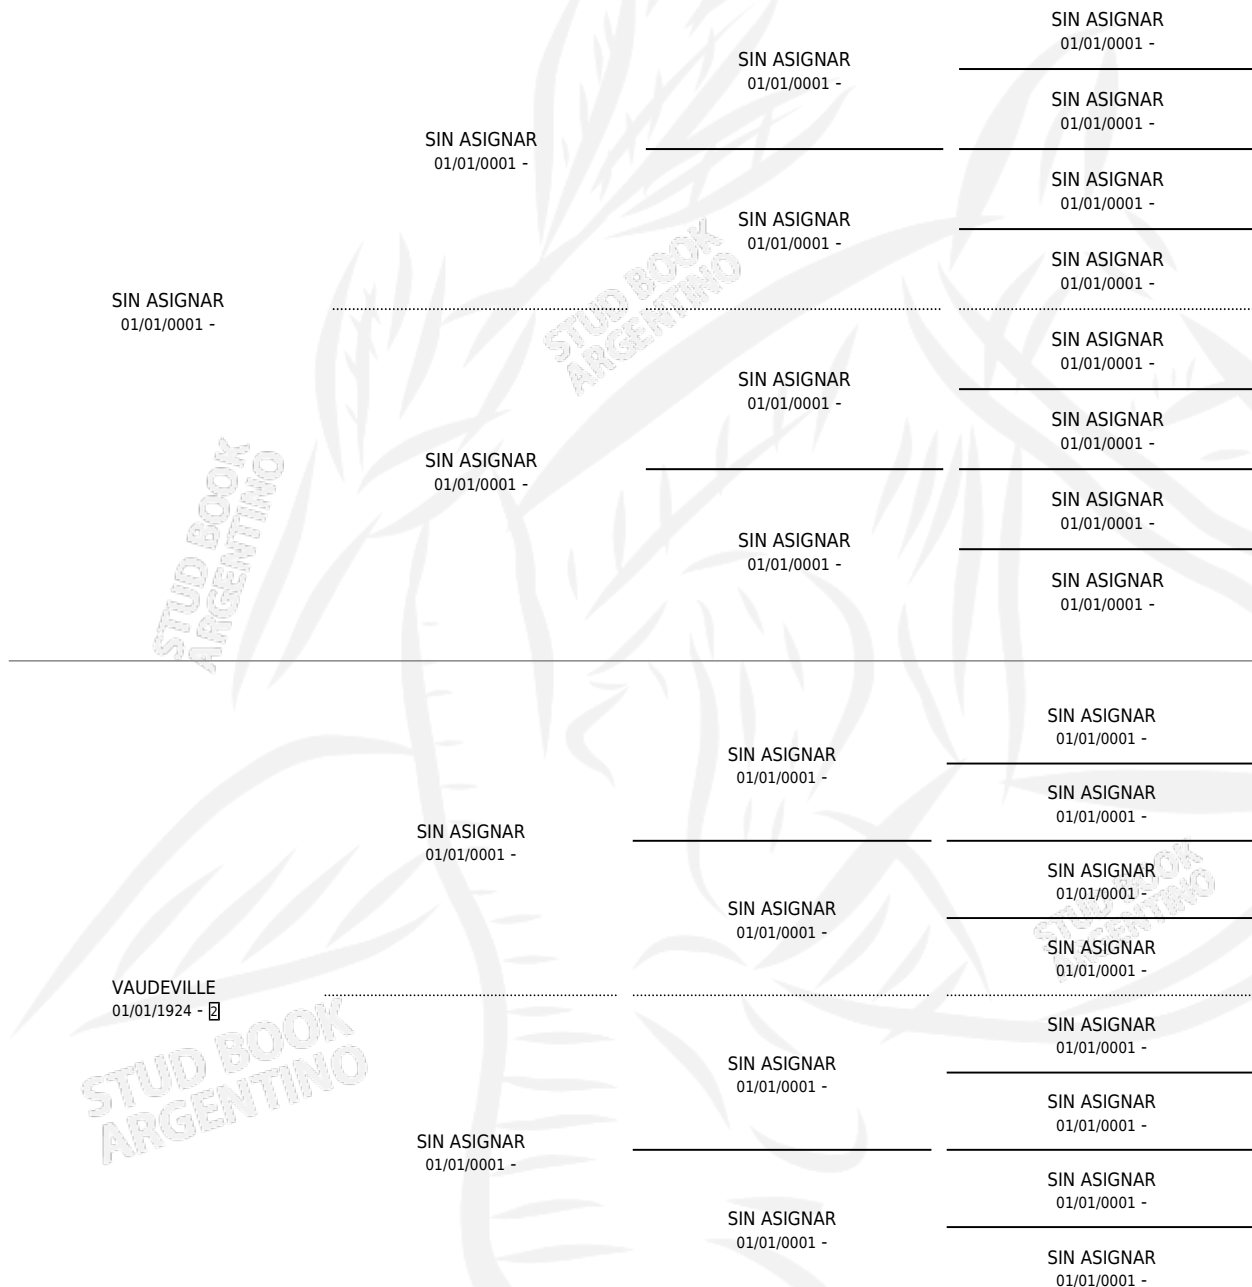 SIN ASIGNAR
01/01/0001 -
SIN ASIGNAR
01/01/0001 -
SIN ASIGNAR
01/01/0001 -
SIN ASIGNAR
01/01/0001 -
SIN ASIGNAR
01/01/0001 -
SIN ASIGNAR
01/01/0001 -
SIN ASIGNAR
01/01/0001 -
SIN ASIGNAR
01/01/0001 -
STUD BOOK
ARGENTINO
SIN ASIGNAR
01/01/0001 -
SIN ASIGNAR
01/01/0001 -
SIN ASIGNAR
01/01/0001 -
SIN ASIGNAR
01/01/0001 -
SIN ASIGNAR
01/01/0001 -
STUD BOOK
ARGENTINO
SIN ASIGNAR
01/01/0001 -
SIN ASIGNAR
01/01/0001 -
SIN ASIGNAR
01/01/0001 -
SIN ASIGNAR
01/01/0001 -
SIN ASIGNAR
01/01/0001 -
SIN ASIGNAR
01/01/0001 -
SIN ASIGNAR
01/01/0001 -
SIN ASIGNAR
01/01/0001 -
SIN ASIGNAR
01/01/0001 -
STUD BOOK
ARGENTINO
SIN ASIGNAR
01/01/0001 -
SIN ASIGNAR
01/01/0001 -
VAUDEVILLE
01/01/1924 - 2
STUD BOOK
ARGENTINO
SIN ASIGNAR
01/01/0001 -
SIN ASIGNAR
01/01/0001 -
SIN ASIGNAR
01/01/0001 -
SIN ASIGNAR
01/01/0001 -
SIN ASIGNAR
01/01/0001 -
SIN ASIGNAR
01/01/0001 -
SIN ASIGNAR
01/01/0001 -